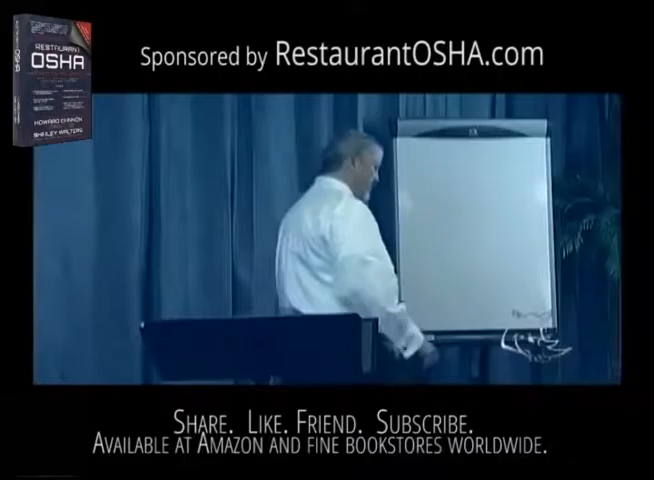 RESTAURANT
OSHA
HOWARD CANNON
SHIRLEY WALTERS
Sponsored by RestaurantOSHA.com
SHARE. LIKE. FRIEND. SUBSCRIBE.
AVAILABLE AT AMAZON AND FINE BOOKSTORES WORLDWIDE.